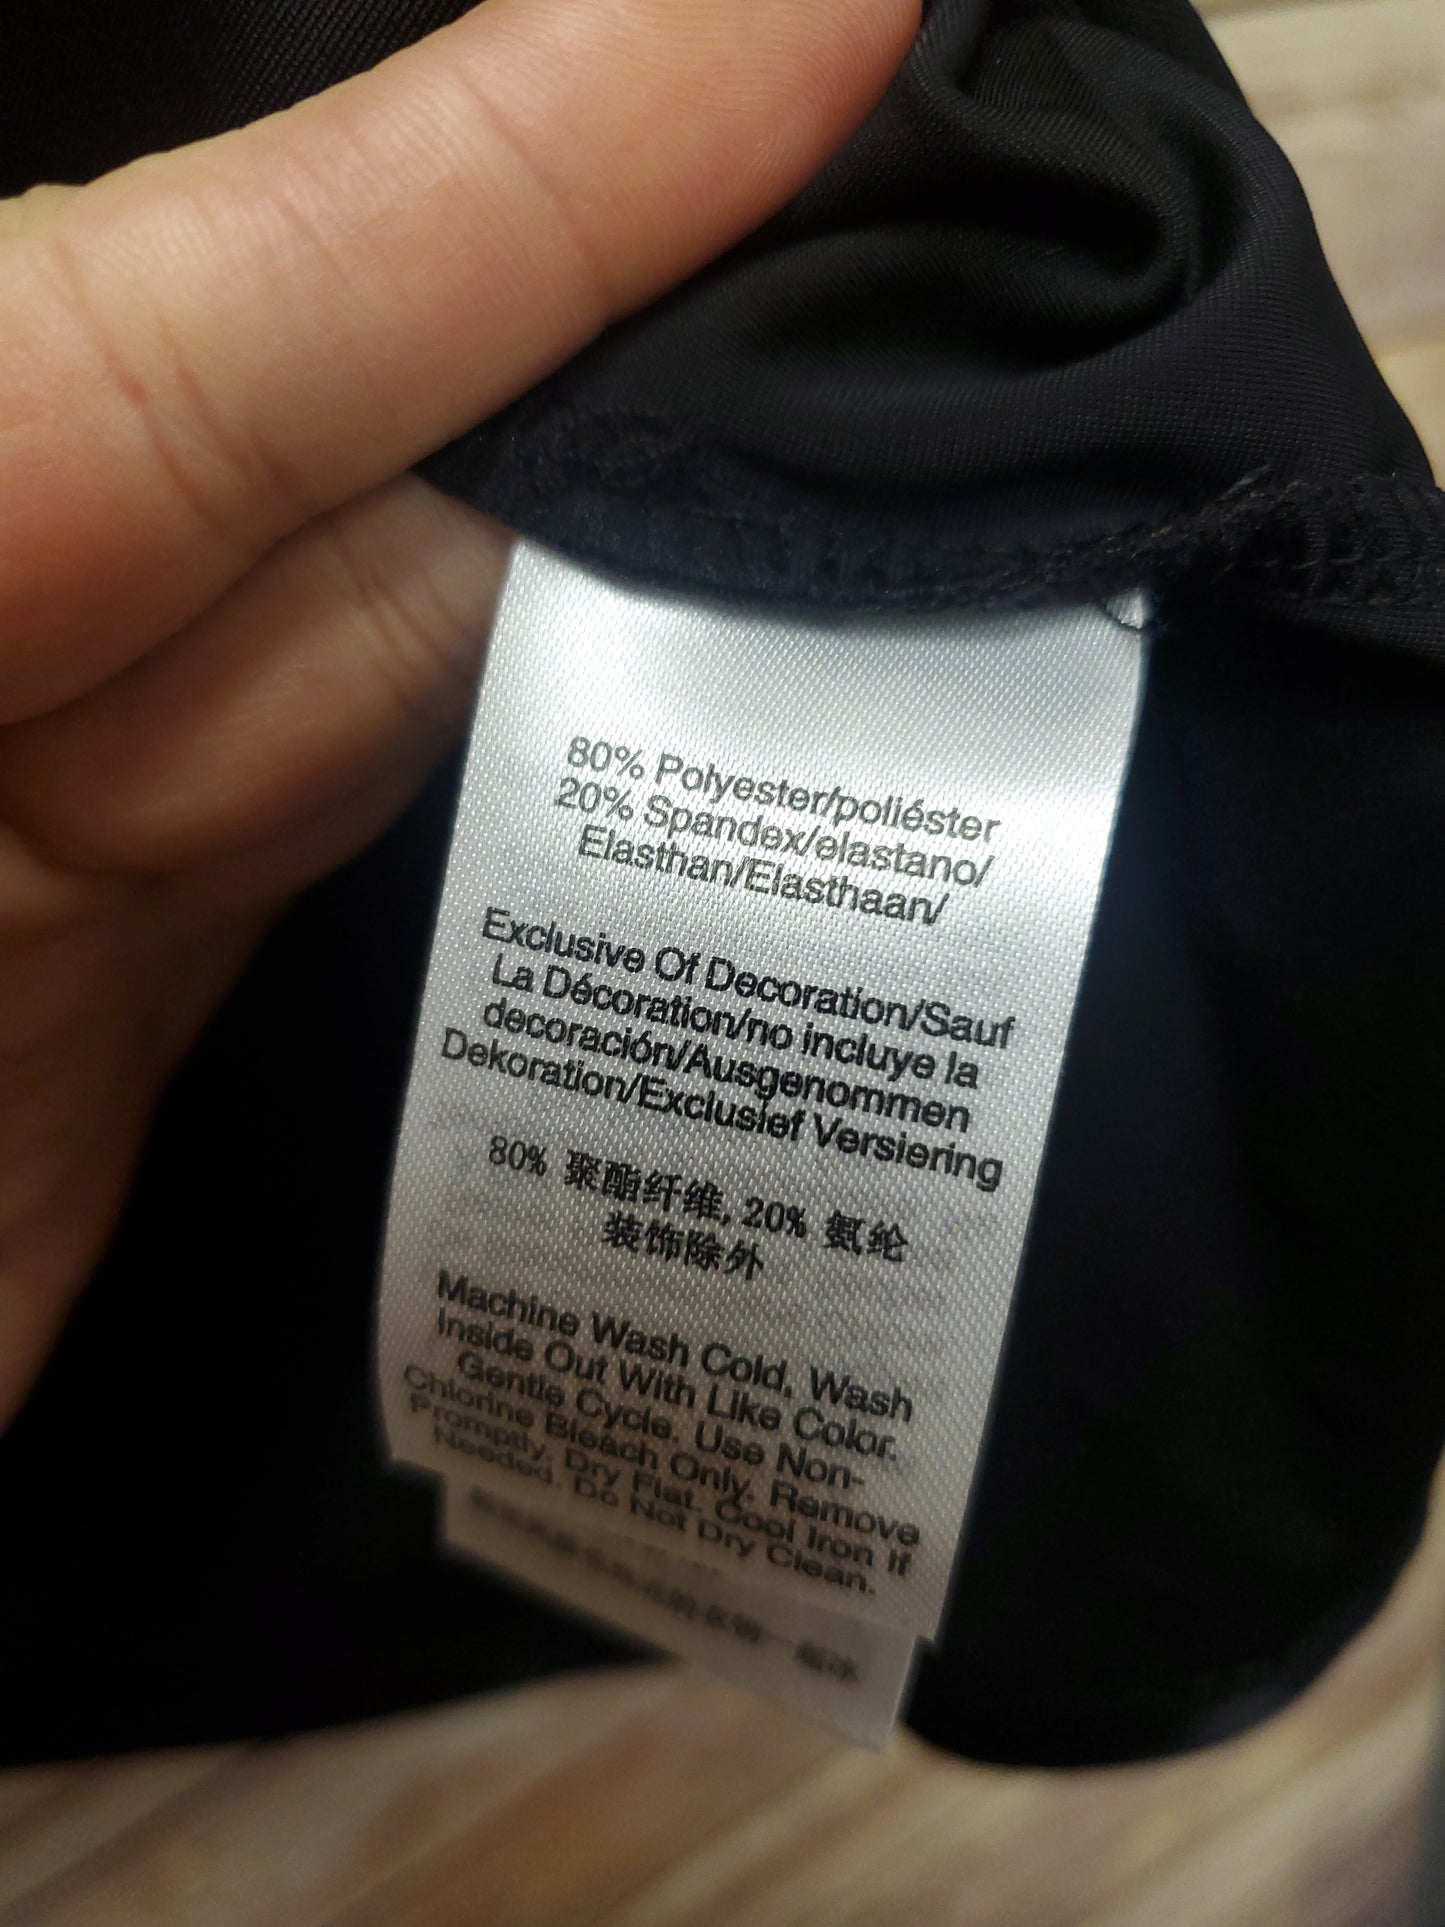 80% Polyester/poliéster
20% Spandex/elastano/
Elasthan/Elasthaan/
Exclusive Of Decoration/Sauf
La Décoration/no incluye la
decoración/Ausgenommen
Dekoration/Exclusief Versiering
80% 聚酯纤维, 20% 氨纶
装饰除外
Machine Wash Cold, Wash
Inside Out With Like Color.
Gentle Cycle. Use Non-
Chlorine Bleach Only. Remove
Promptly. Dry Flat. Cool Iron If
Needed. Do Not Dry Clean.